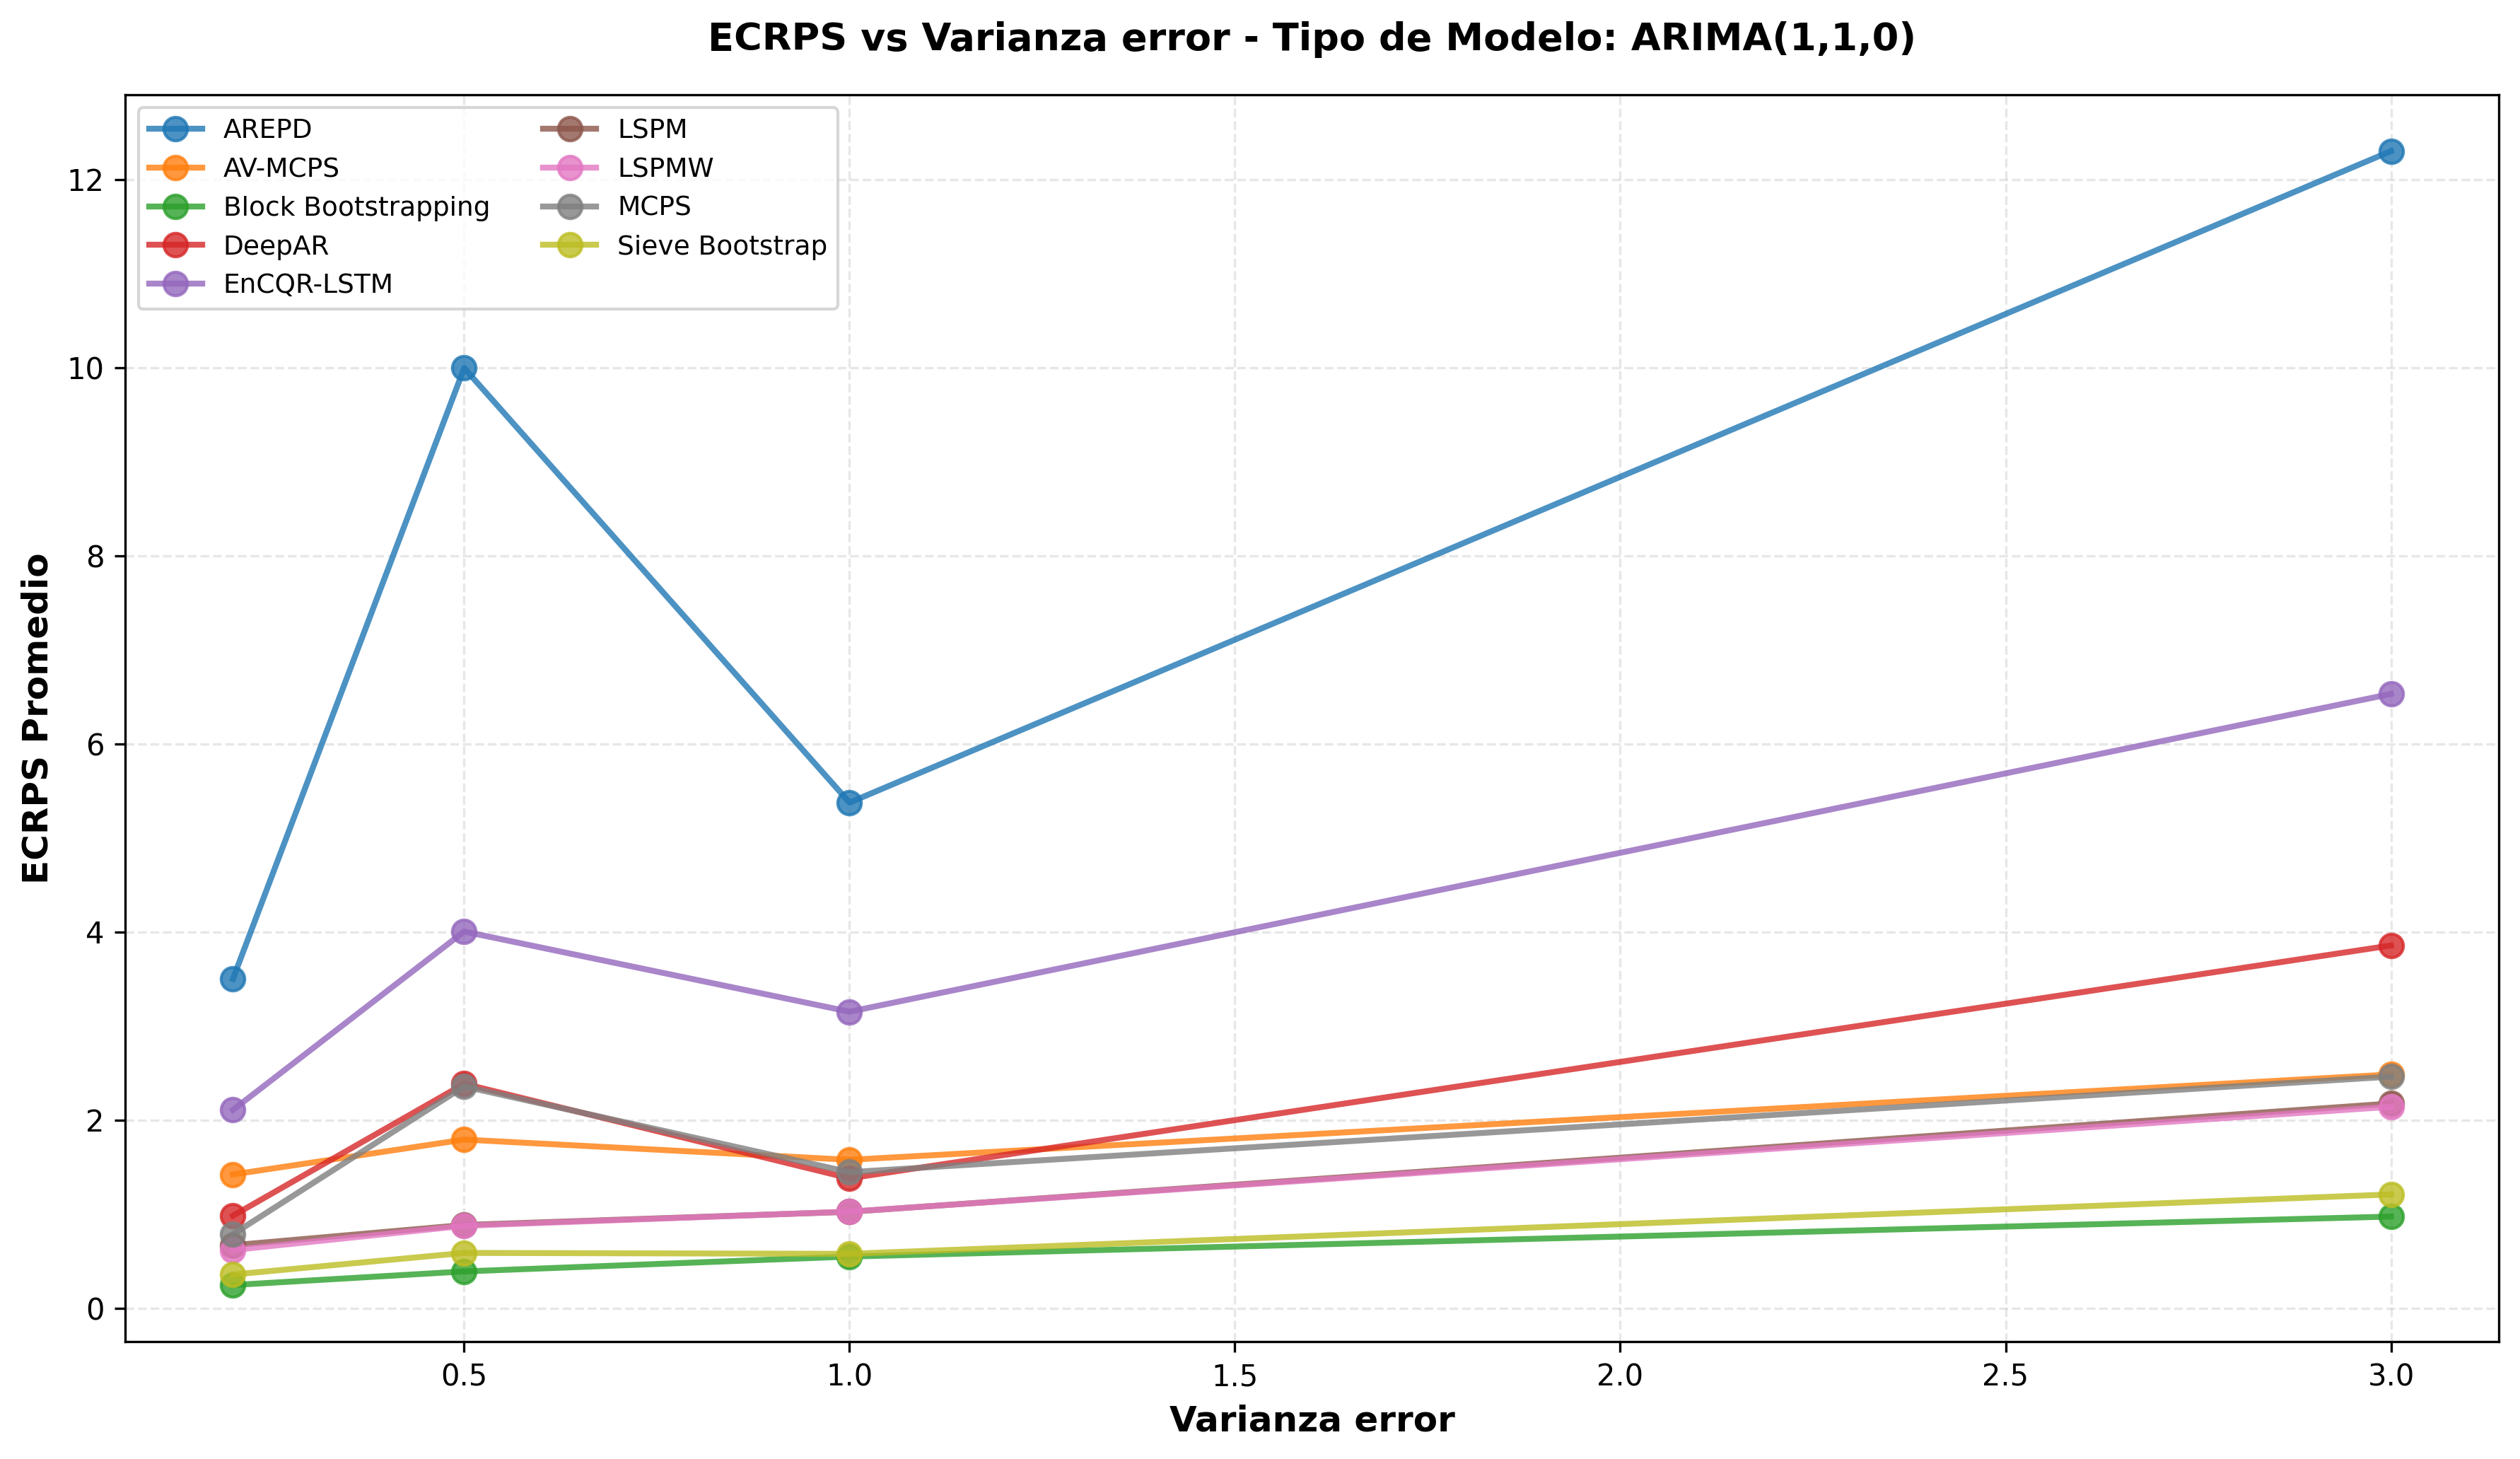 ECRPS vs Varianza error - Tipo de Modelo: ARIMA(1,1,0)
AREPD
AV-MCPS
Block Bootstrapping
DeepAR
EnCQR-LSTM
LSPM
LSPMW
MCPS
Sieve Bootstrap
ECRPS Promedio
12
10
8
6
4
2
0
0.5
1.0
1.5
2.0
2.5
3.0
Varianza error